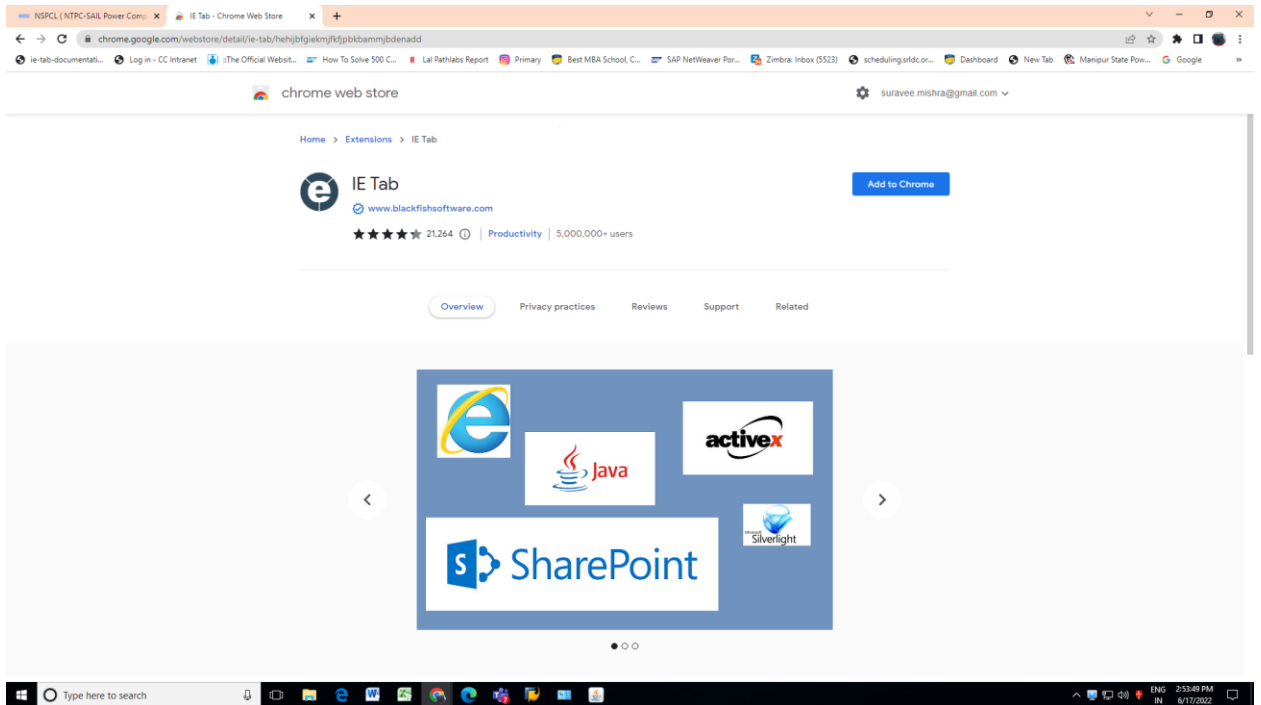 NSPCL ( NTPC-SAIL Power Comp
IE Tab - Chrome Web Store
chrome.google.com/webstore/detail/ie-tab/hehijbfgiekmjfkfjpbkbammjbdenadd
ie-tab-documentati...
Log in - CC Intranet
::The Official Websit...
How To Solve 500 C...
Lal Pathlabs Report
Primary
Best MBA School, C...
SAP NetWeaver Por...
Zimbra: Inbox (5523)
scheduling.srldc.or...
Dashboard
New Tab
Manipur State Pow...
Google
»
chrome web store
suravee.mishra@gmail.com
Home > Extensions > IE Tab
IE Tab
Add to Chrome
www.blackfishsoftware.com
21,264
Productivity
5,000,000+ users
Overview
Privacy practices
Reviews
Support
Related
activex
Java
Microsoft
Silverlight
S SharePoint
Type here to search
ENG
IN
2:53:49 PM
6/17/2022